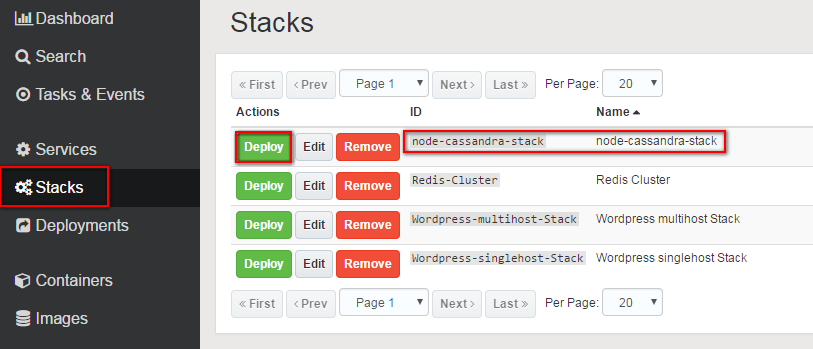 Dashboard
Search
Tasks & Events
Services
Stacks
Deployments
Containers
Images
Stacks
« First ‹ Prev Page 1 Next › Last » Per Page: 20
Actions ID Name
Deploy Edit Remove node-cassandra-stack node-cassandra-stack
Deploy Edit Remove Redis-Cluster Redis Cluster
Deploy Edit Remove Wordpress-multihost-Stack Wordpress multihost Stack
Deploy Edit Remove Wordpress-singlehost-Stack Wordpress singlehost Stack
« First ‹ Prev Page 1 Next › Last » Per Page: 20